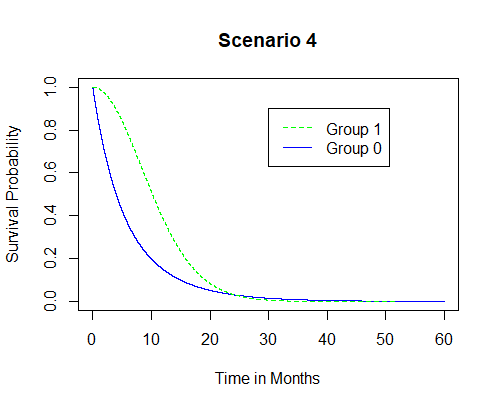 Scenario 4
Survival Probability
1.0
0.8
0.6
0.4
0.2
0.0
Group 1
Group 0
0 10 20 30 40 50 60
Time in Months